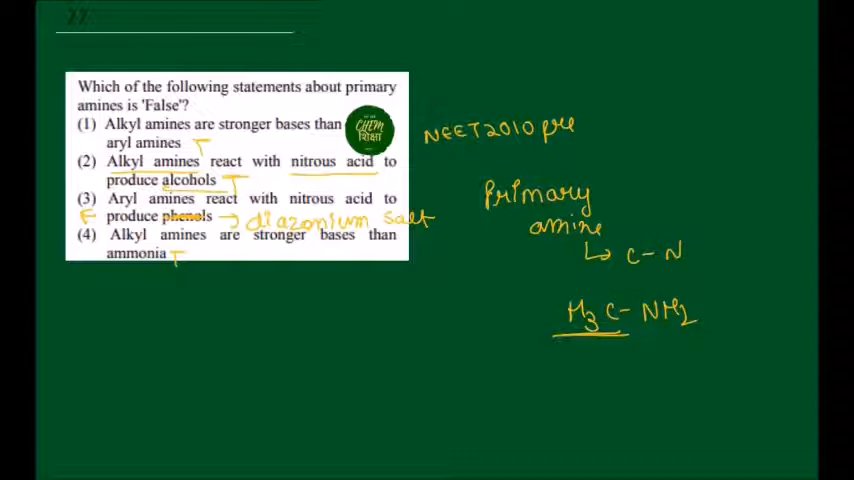 Which of the following statements about primary
amines is 'False'?
(1) Alkyl amines are stronger bases than
aryl amines T
(2) Alkyl amines react with nitrous acid to
produce alcohols T
(3) Aryl amines react with nitrous acid to
F produce phenols → diazonium salt
(4) Alkyl amines are stronger bases than
ammonia T
CHEM
शिक्षा
NEET2010 pre
Primary
amine
↳ C-N
H3C-NH2